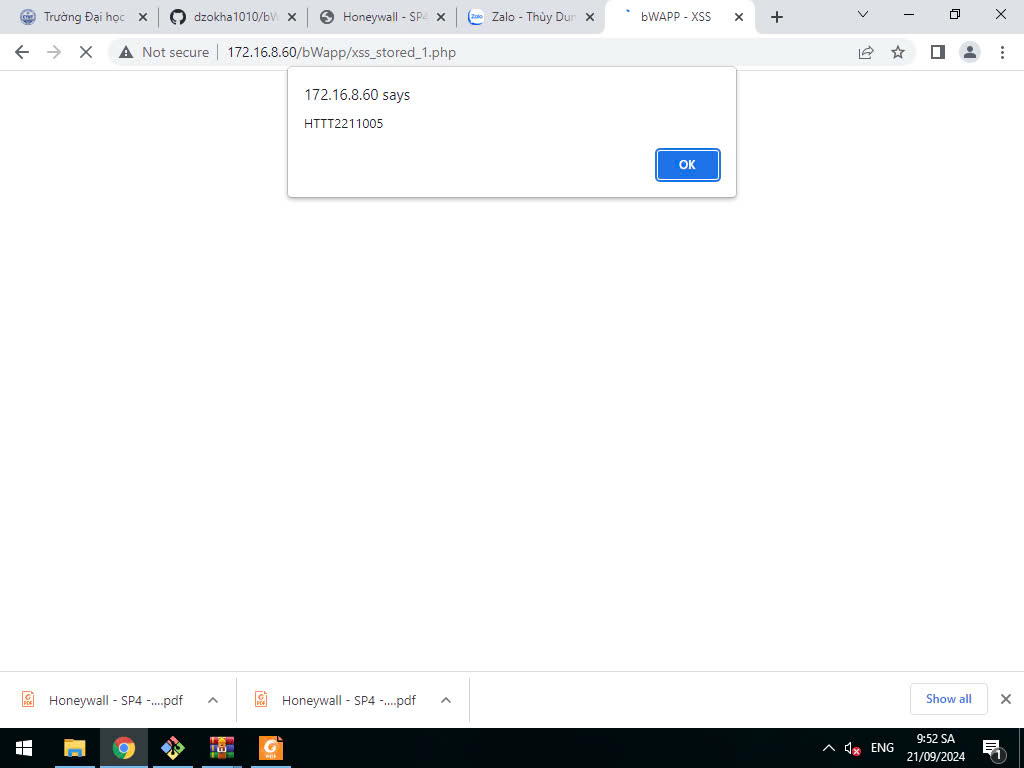 Trường Đại học
dzokha1010/bW
Honeywall - SP4
Zalo - Thùy Dun
bWAPP - XSS
Not secure
172.16.8.60/bWapp/xss_stored_1.php
172.16.8.60 says
HTTT2211005
OK
Honeywall - SP4 -....pdf
Honeywall - SP4 -....pdf
Show all
ENG
9:52 SA
21/09/2024
1